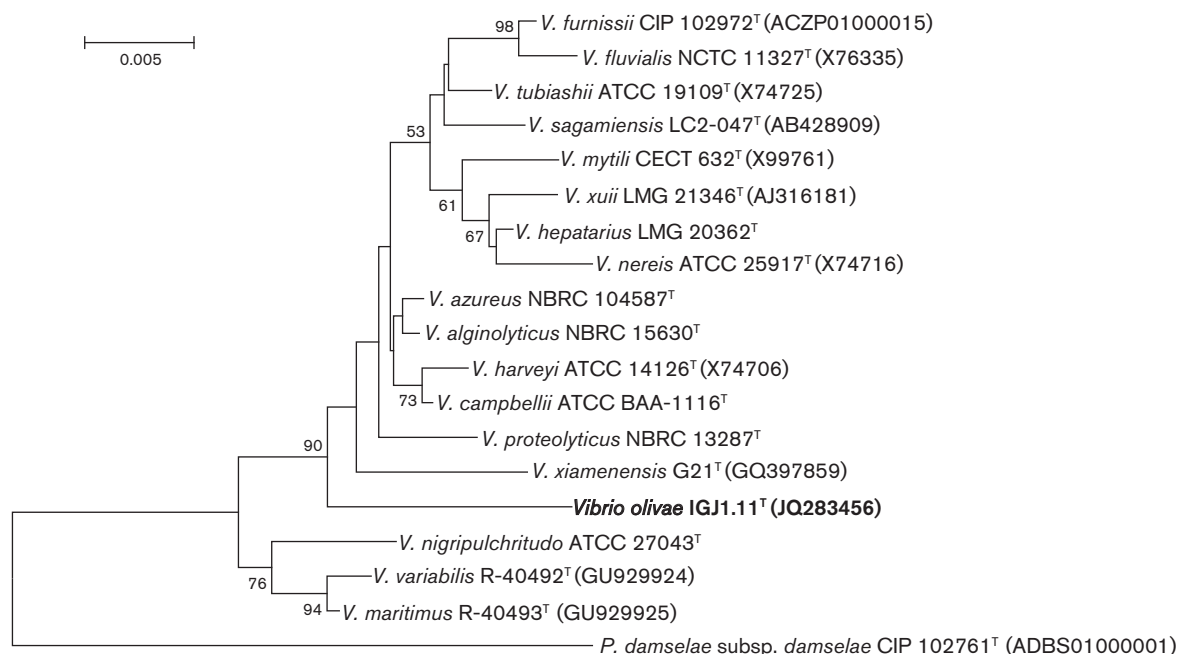 98
V. furnissii CIP 102972ᵀ (ACZP01000015)
0.005
V. fluvialis NCTC 11327ᵀ (X76335)
V. tubiashii ATCC 19109ᵀ (X74725)
53
V. sagamiensis LC2-047ᵀ (AB428909)
V. mytili CECT 632ᵀ (X99761)
61
V. xuii LMG 21346ᵀ (AJ316181)
67
V. hepatarius LMG 20362ᵀ
V. nereis ATCC 25917ᵀ (X74716)
V. azureus NBRC 104587ᵀ
V. alginolyticus NBRC 15630ᵀ
V. harveyi ATCC 14126ᵀ (X74706)
73
V. campbellii ATCC BAA-1116ᵀ
V. proteolyticus NBRC 13287ᵀ
90
V. xiamenensis G21ᵀ (GQ397859)
Vibrio olivae IGJ1.11ᵀ (JQ283456)
V. nigripulchritudo ATCC 27043ᵀ
76
V. variabilis R-40492ᵀ (GU929924)
94
V. maritimus R-40493ᵀ (GU929925)
P. damselae subsp. damselae CIP 102761ᵀ (ADBS01000001)